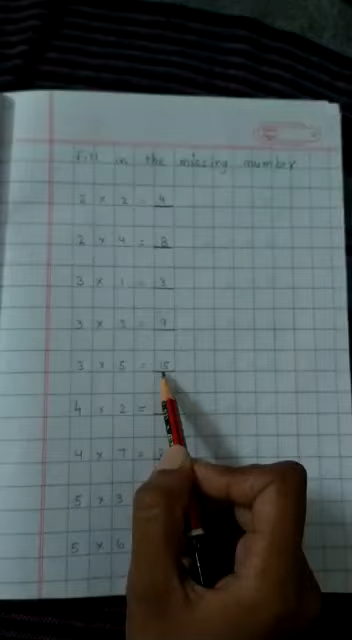 Fill in the missing number
2 × 2 = 4
2 × 4 = 8
3 × 1 = 3
3 × 3 = 9
3 × 5 = 15
4 × 2 =
4 × 7 = 2
5 × 3
5 × 6